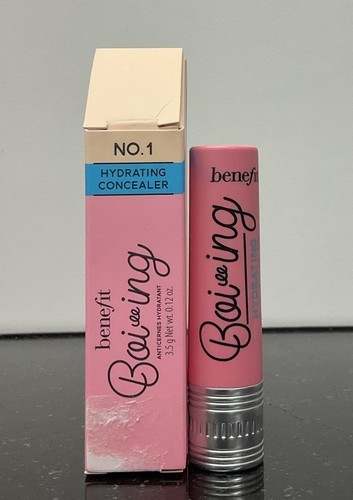 NO. 1
HYDRATING
CONCEALER
benefit
Boi-ing
ANTICERNES HYDRATANT
3.5 g Net wt. 0.12 oz.
benefit
Boi-ing
HYDRATING